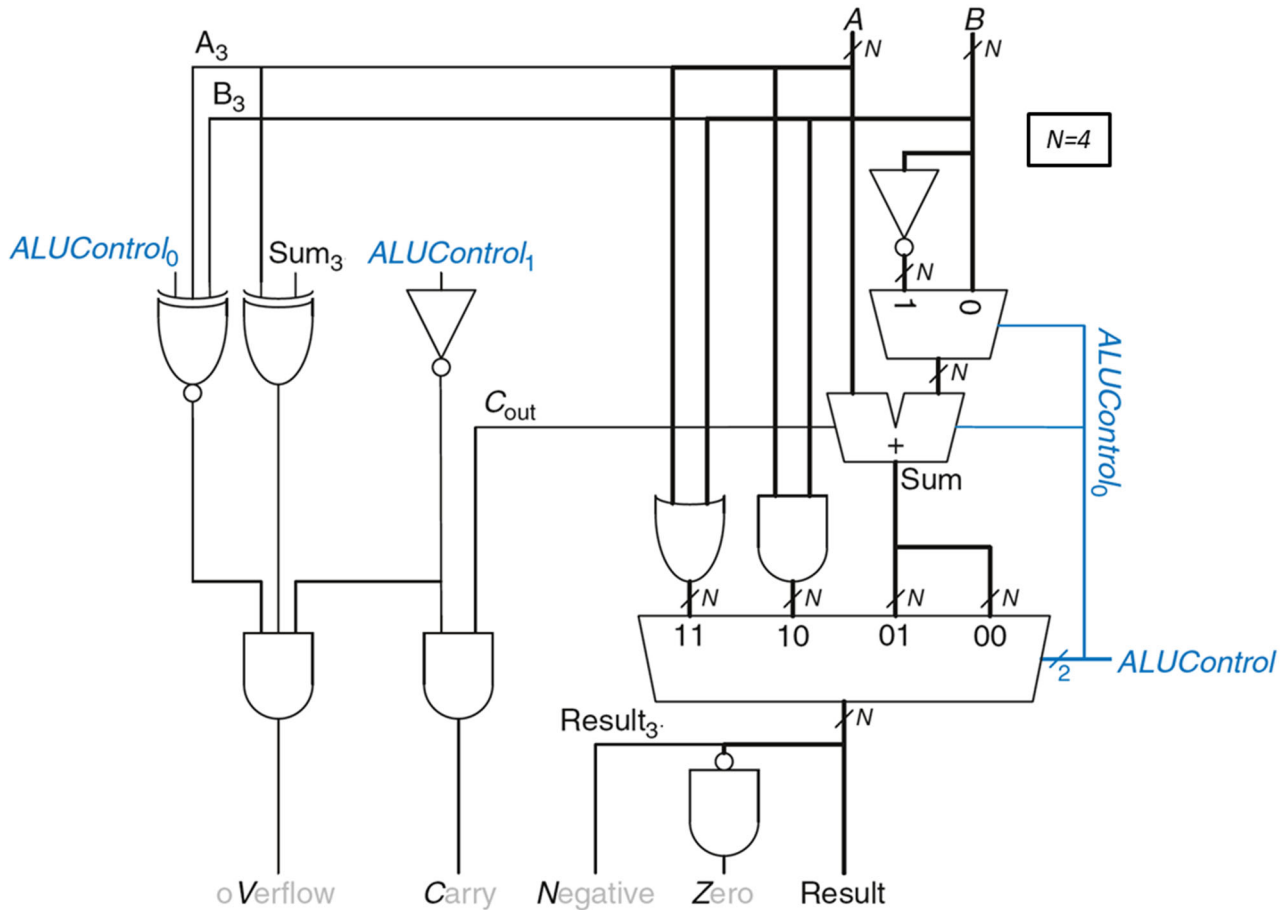 A B
N N
A₃
B₃
N=4
ALUControl₀ Sum₃ ALUControl₁
N
1 0
ALUControl₀
N
Cout
+
Sum
N N N N
11 10 01 00
2 ALUControl
N
Result₃.
oVerflow Carry Negative Zero Result